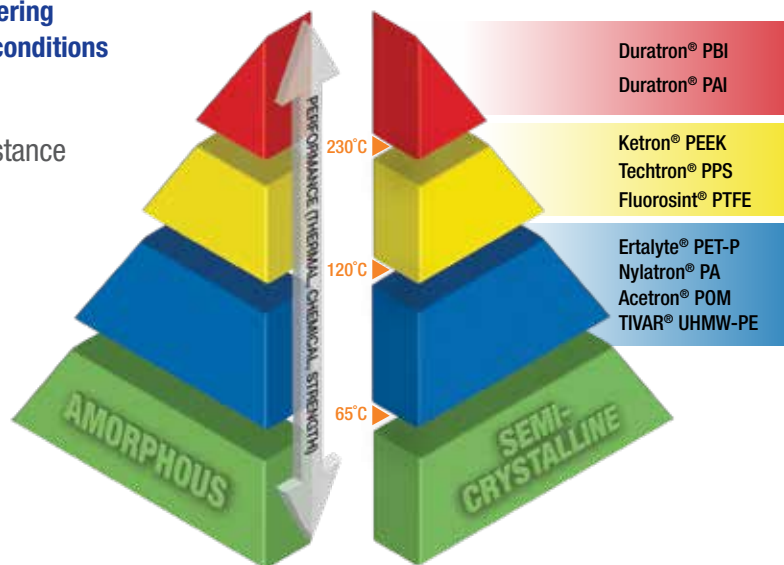 ering
conditions
stance
PERFORMANCE (THERMAL, CHEMICAL, STRENGTH)
230°C
120°C
65°C
AMORPHOUS
SEMI-
CRYSTALLINE
Duratron® PBI
Duratron® PAI
Ketron® PEEK
Techtron® PPS
Fluorosint® PTFE
Ertalyte® PET-P
Nylatron® PA
Acetron® POM
TIVAR® UHMW-PE